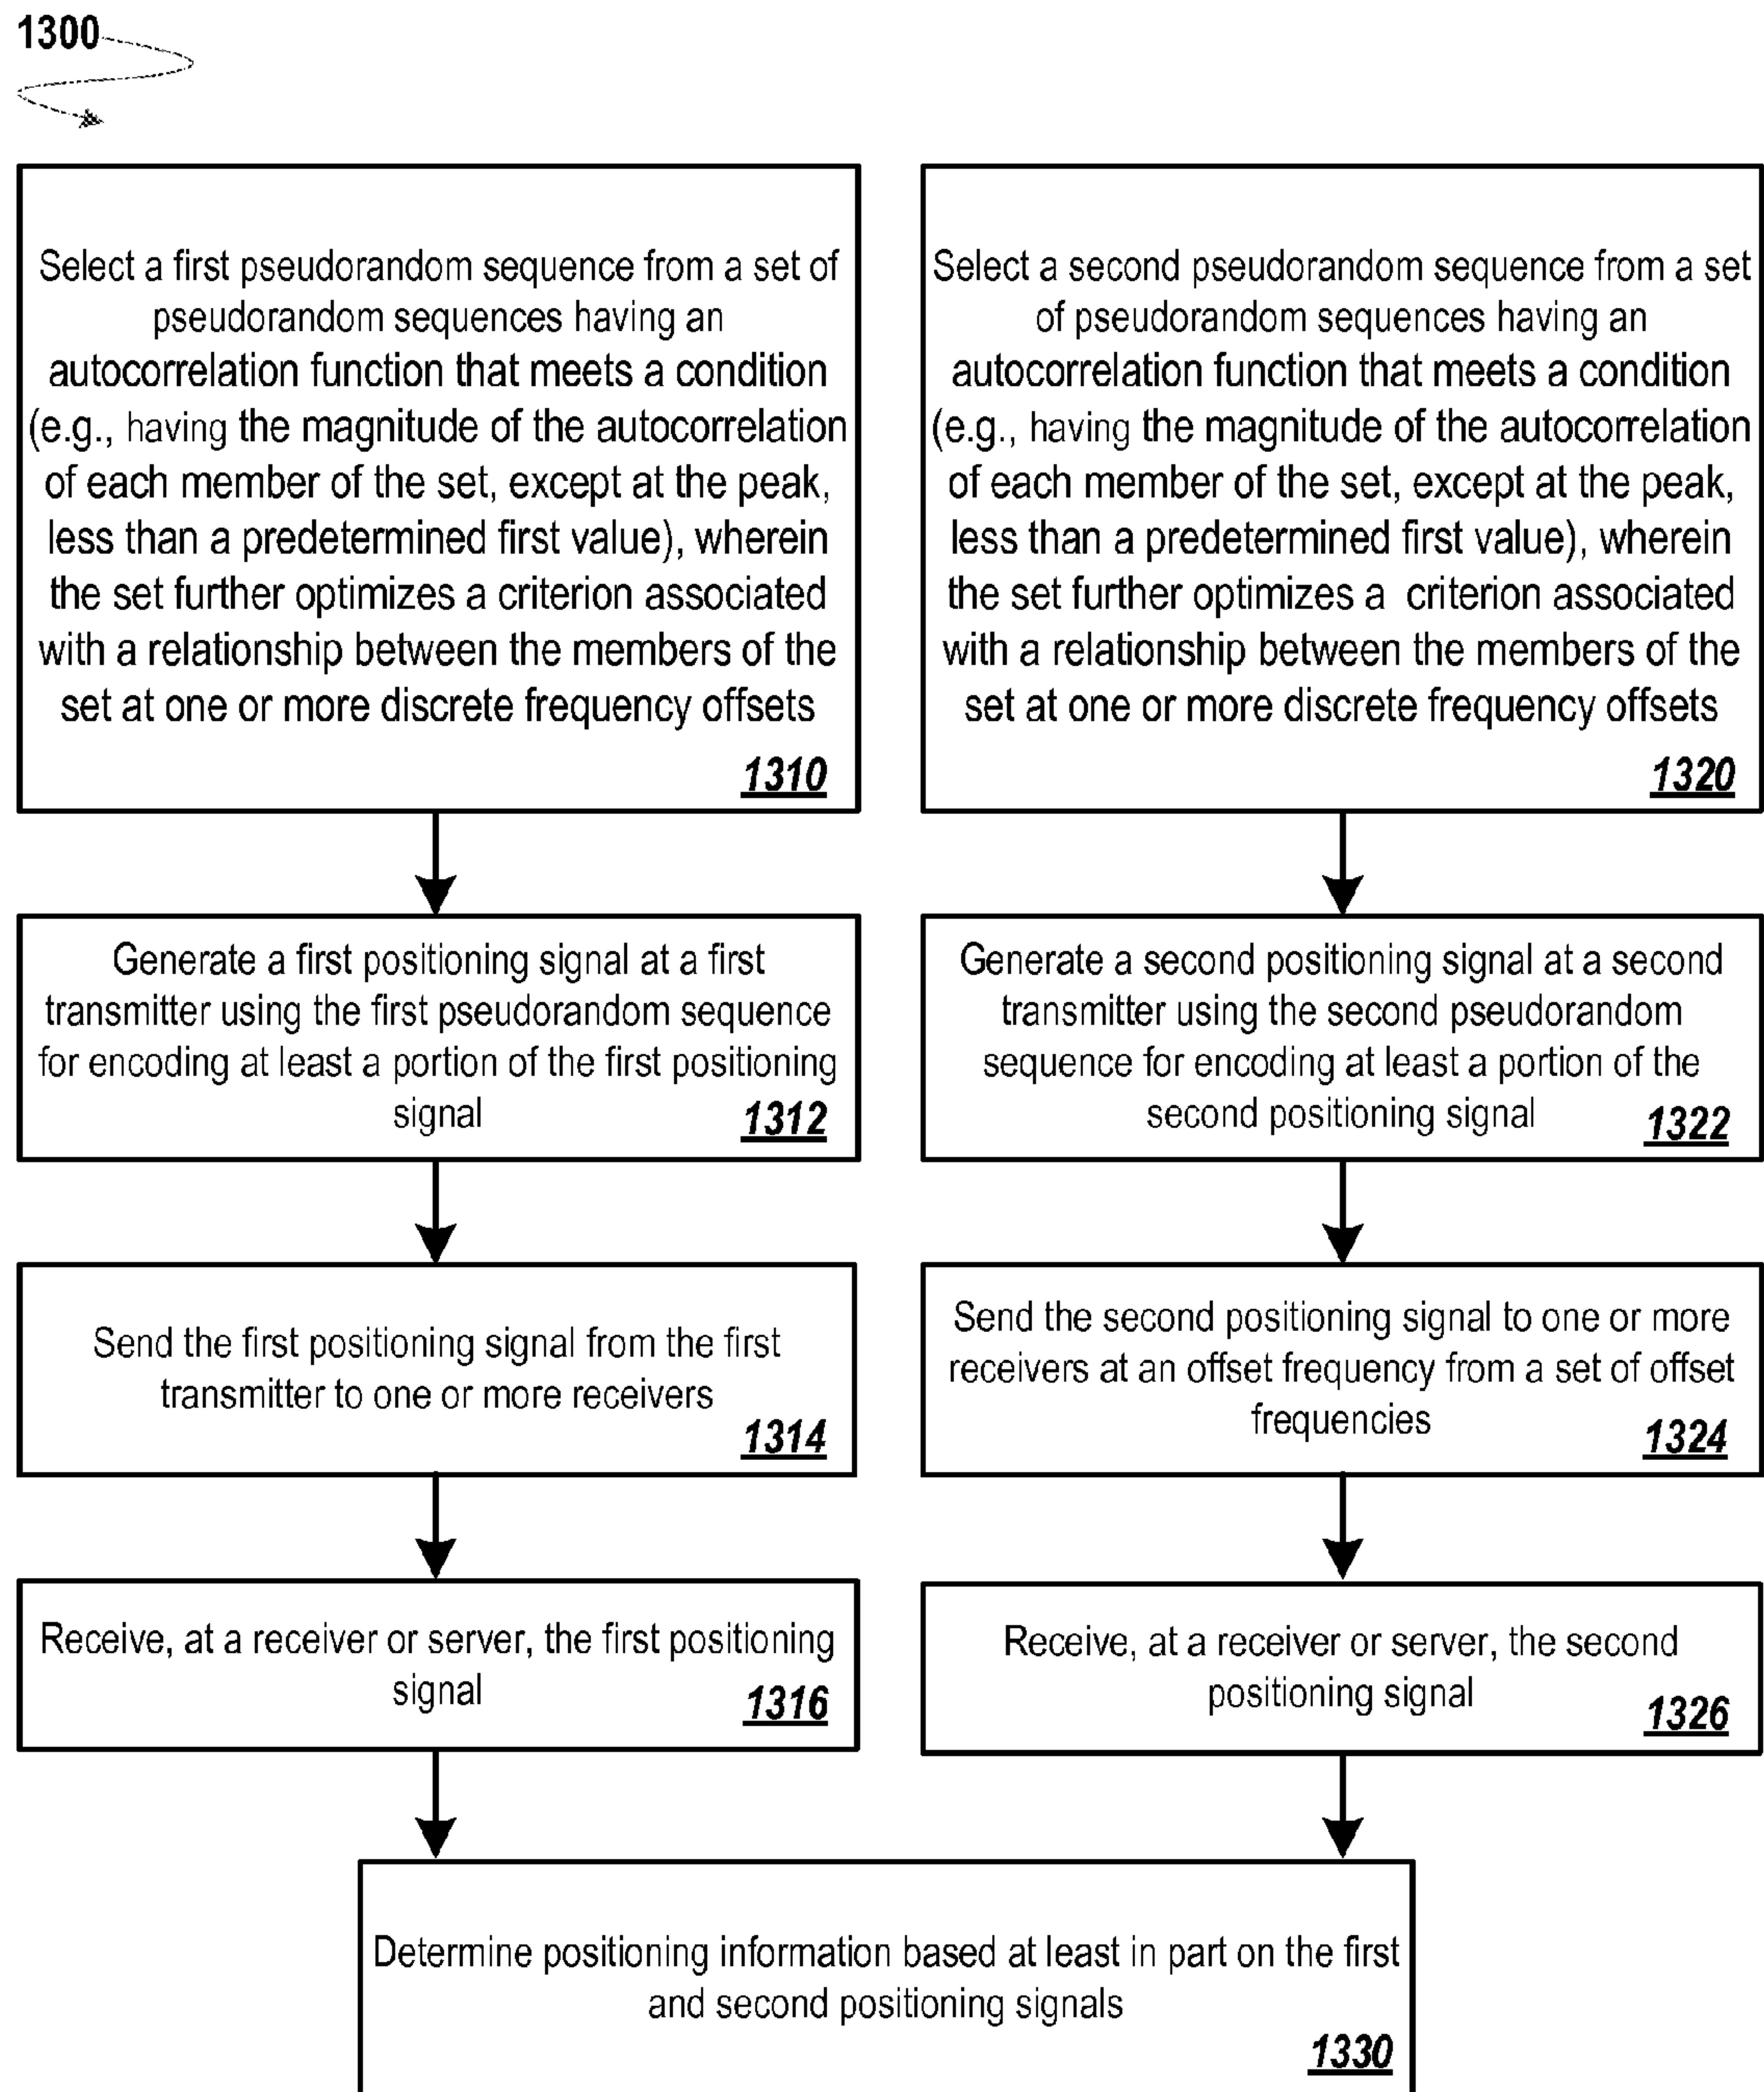 1300
Select a first pseudorandom sequence from a set of
pseudorandom sequences having an
autocorrelation function that meets a condition
(e.g., having the magnitude of the autocorrelation
of each member of the set, except at the peak,
less than a predetermined first value), wherein
the set further optimizes a criterion associated
with a relationship between the members of the
set at one or more discrete frequency offsets
1310
Select a second pseudorandom sequence from a set
of pseudorandom sequences having an
autocorrelation function that meets a condition
(e.g., having the magnitude of the autocorrelation
of each member of the set, except at the peak,
less than a predetermined first value), wherein
the set further optimizes a criterion associated
with a relationship between the members of the
set at one or more discrete frequency offsets
1320
Generate a first positioning signal at a first
transmitter using the first pseudorandom sequence
for encoding at least a portion of the first positioning
signal 1312
Generate a second positioning signal at a second
transmitter using the second pseudorandom
sequence for encoding at least a portion of the
second positioning signal 1322
Send the first positioning signal from the first
transmitter to one or more receivers
1314
Send the second positioning signal to one or more
receivers at an offset frequency from a set of offset
frequencies 1324
Receive, at a receiver or server, the first positioning
signal 1316
Receive, at a receiver or server, the second
positioning signal 1326
Determine positioning information based at least in part on the first
and second positioning signals
1330